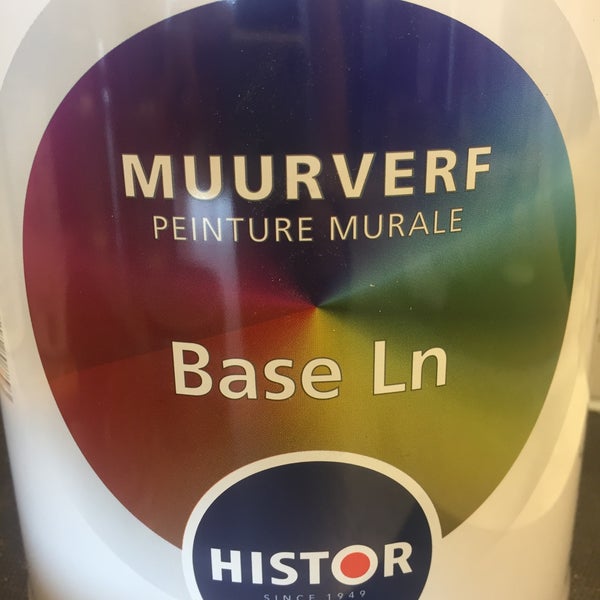 MUURVERF
PEINTURE MURALE
Base Ln
HISTOR
SINCE 1949